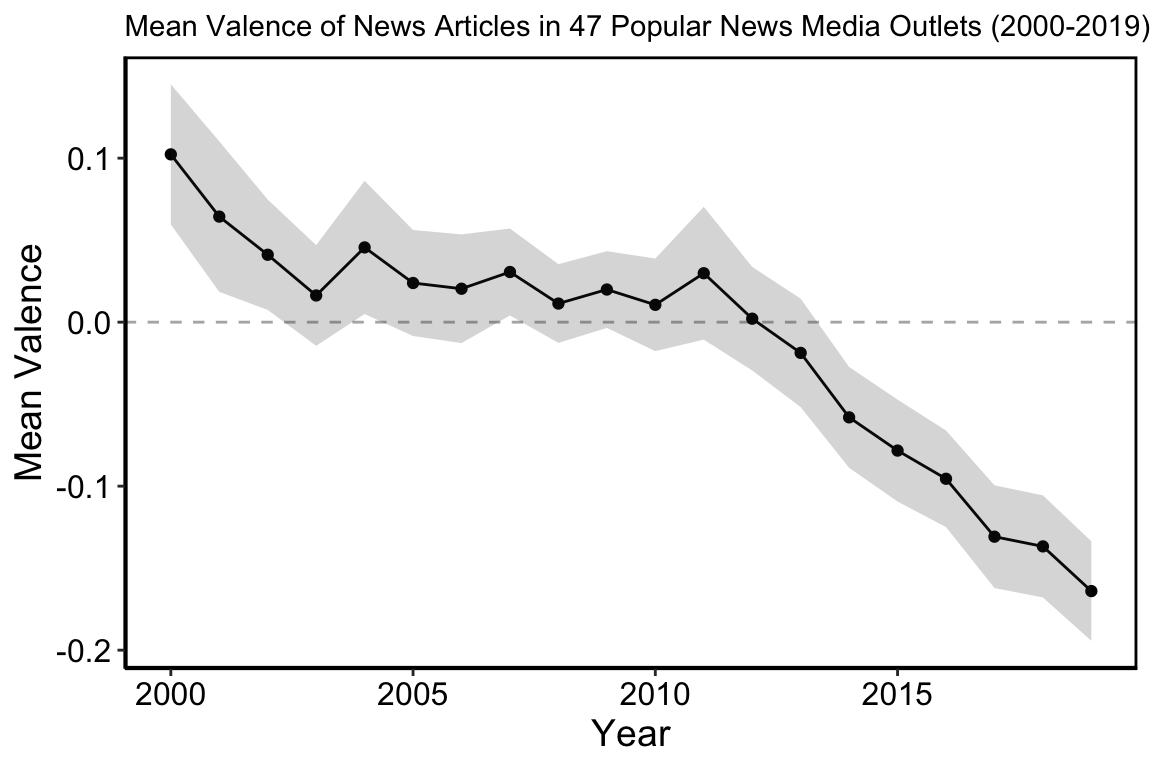 Mean Valence of News Articles in 47 Popular News Media Outlets (2000-2019)
Mean Valence
0.1
0.0
-0.1
-0.2
2000 2005 2010 2015
Year